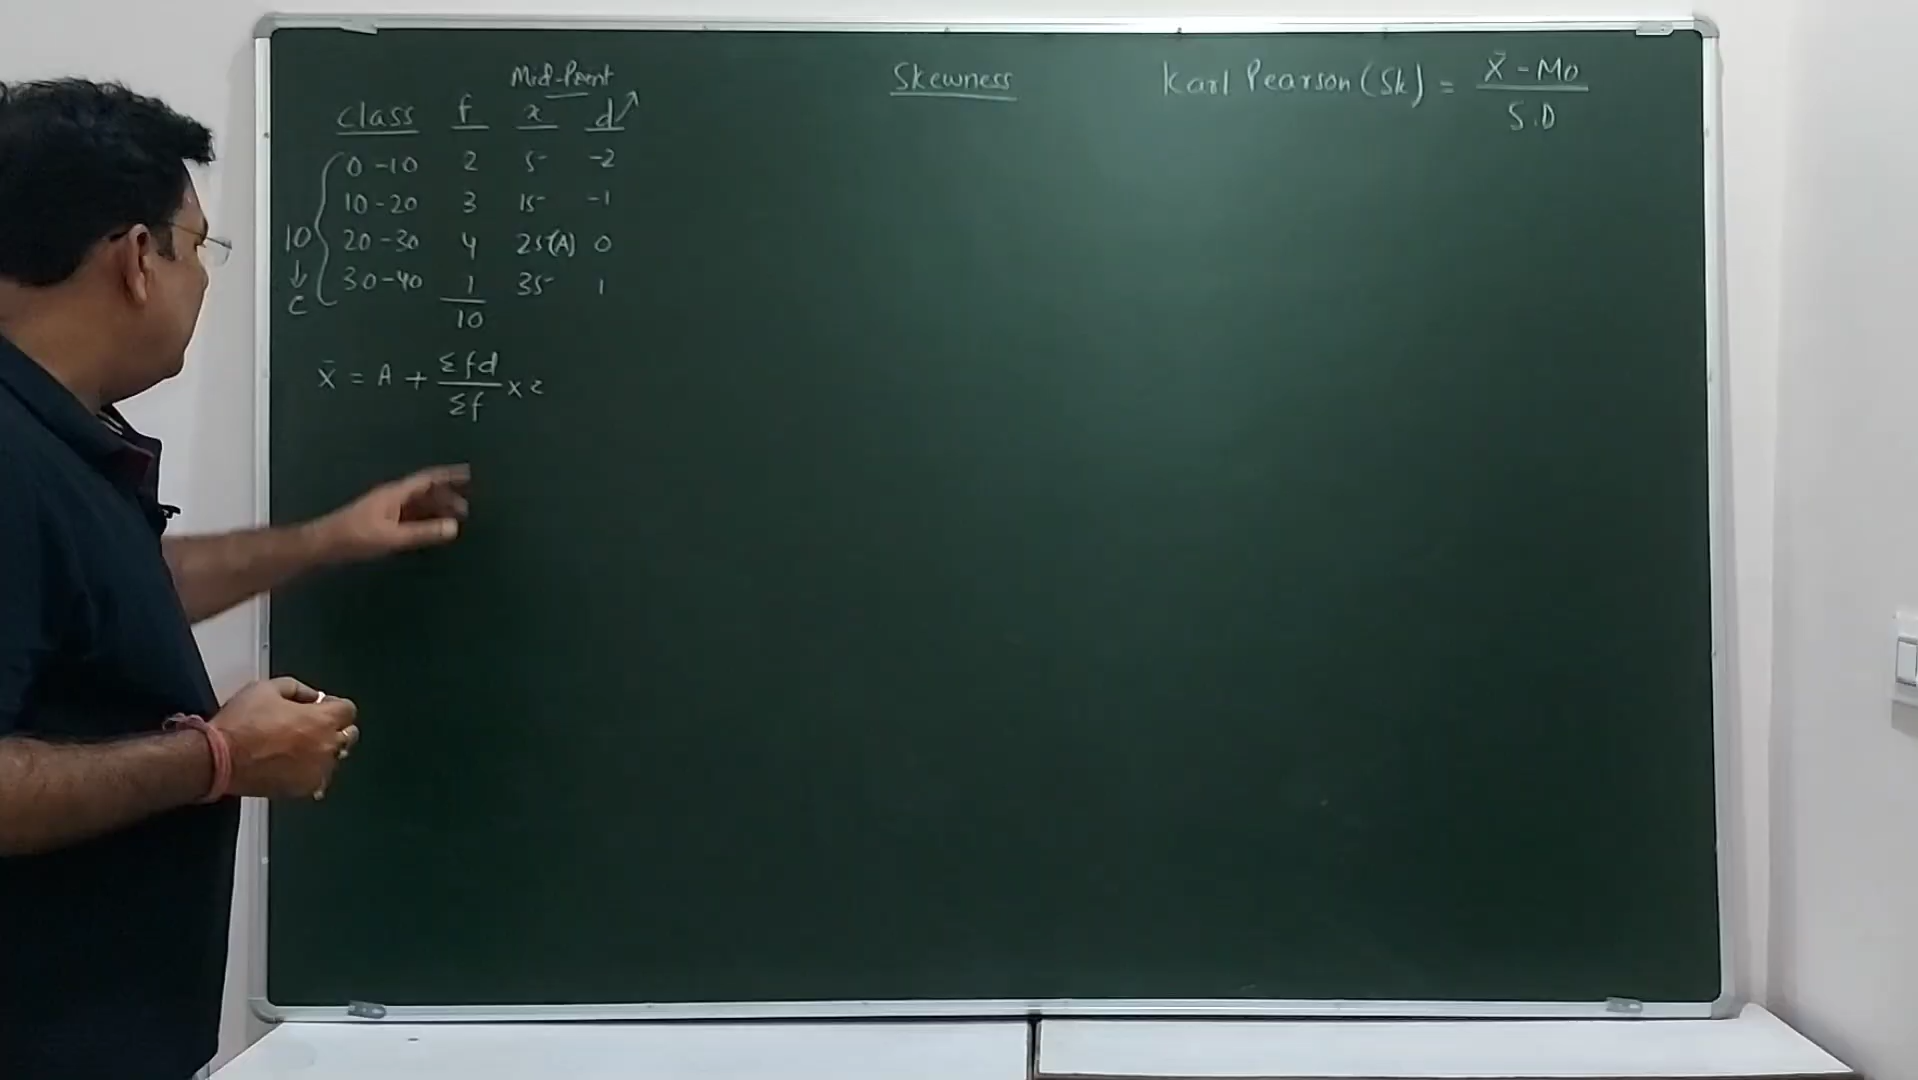 Skewness
Karl Pearson (Sk) = X̄ - Mo / S.D
Mid-Point
class f x d
0-10 2 5 -2
10-20 3 15 -1
20-30 4 25(A) 0
30-40 1 35 1
10 ↓ c
10
X̄ = A + Σfd / Σf × c